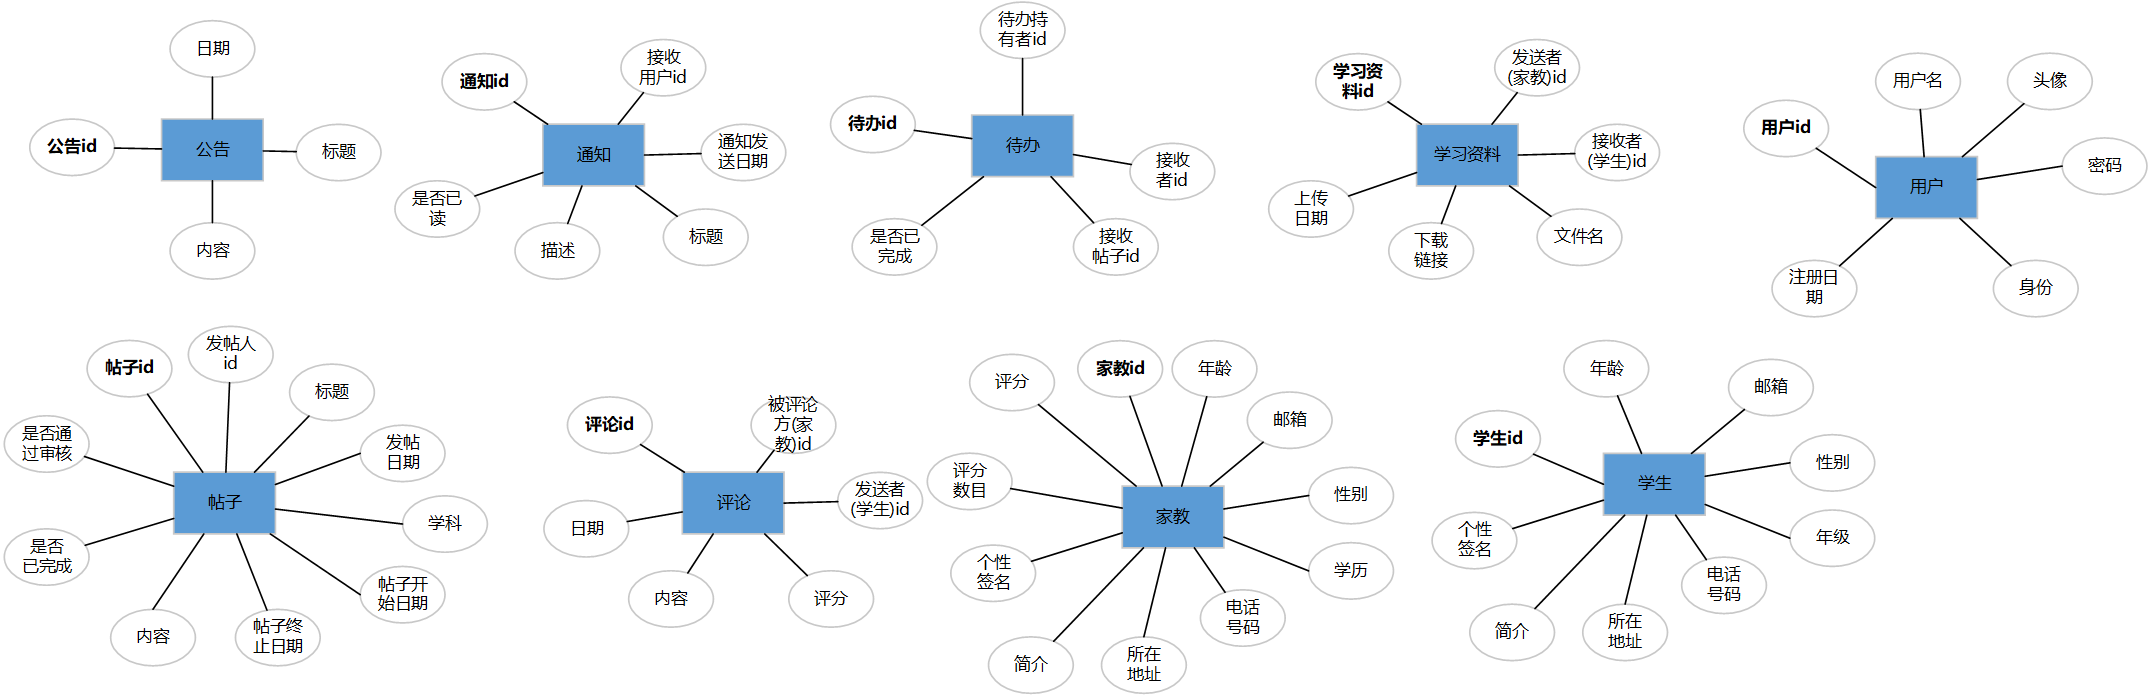 日期
公告id
公告
标题
内容
通知id
接收
用户id
通知
通知发
送日期
是否已
读
描述
标题
待办持
有者id
待办id
待办
接收
者id
是否已
完成
接收
帖子id
学习资
料id
发送者
(家教)id
学习资料
接收者
(学生)id
上传
日期
下载
链接
文件名
用户名
头像
用户id
密码
用户
注册日
期
身份
帖子id
发帖人
id
标题
是否通
过审核
发帖
日期
帖子
学科
是否
已完成
帖子开
始日期
内容
帖子终
止日期
评论id
被评论
方(家
教)id
评论
发送者
(学生)id
日期
内容
评分
评分
家教id
年龄
邮箱
评分
数目
性别
家教
个性
签名
学历
电话
号码
简介
所在
地址
年龄
邮箱
学生id
性别
学生
个性
签名
年级
电话
号码
简介
所在
地址